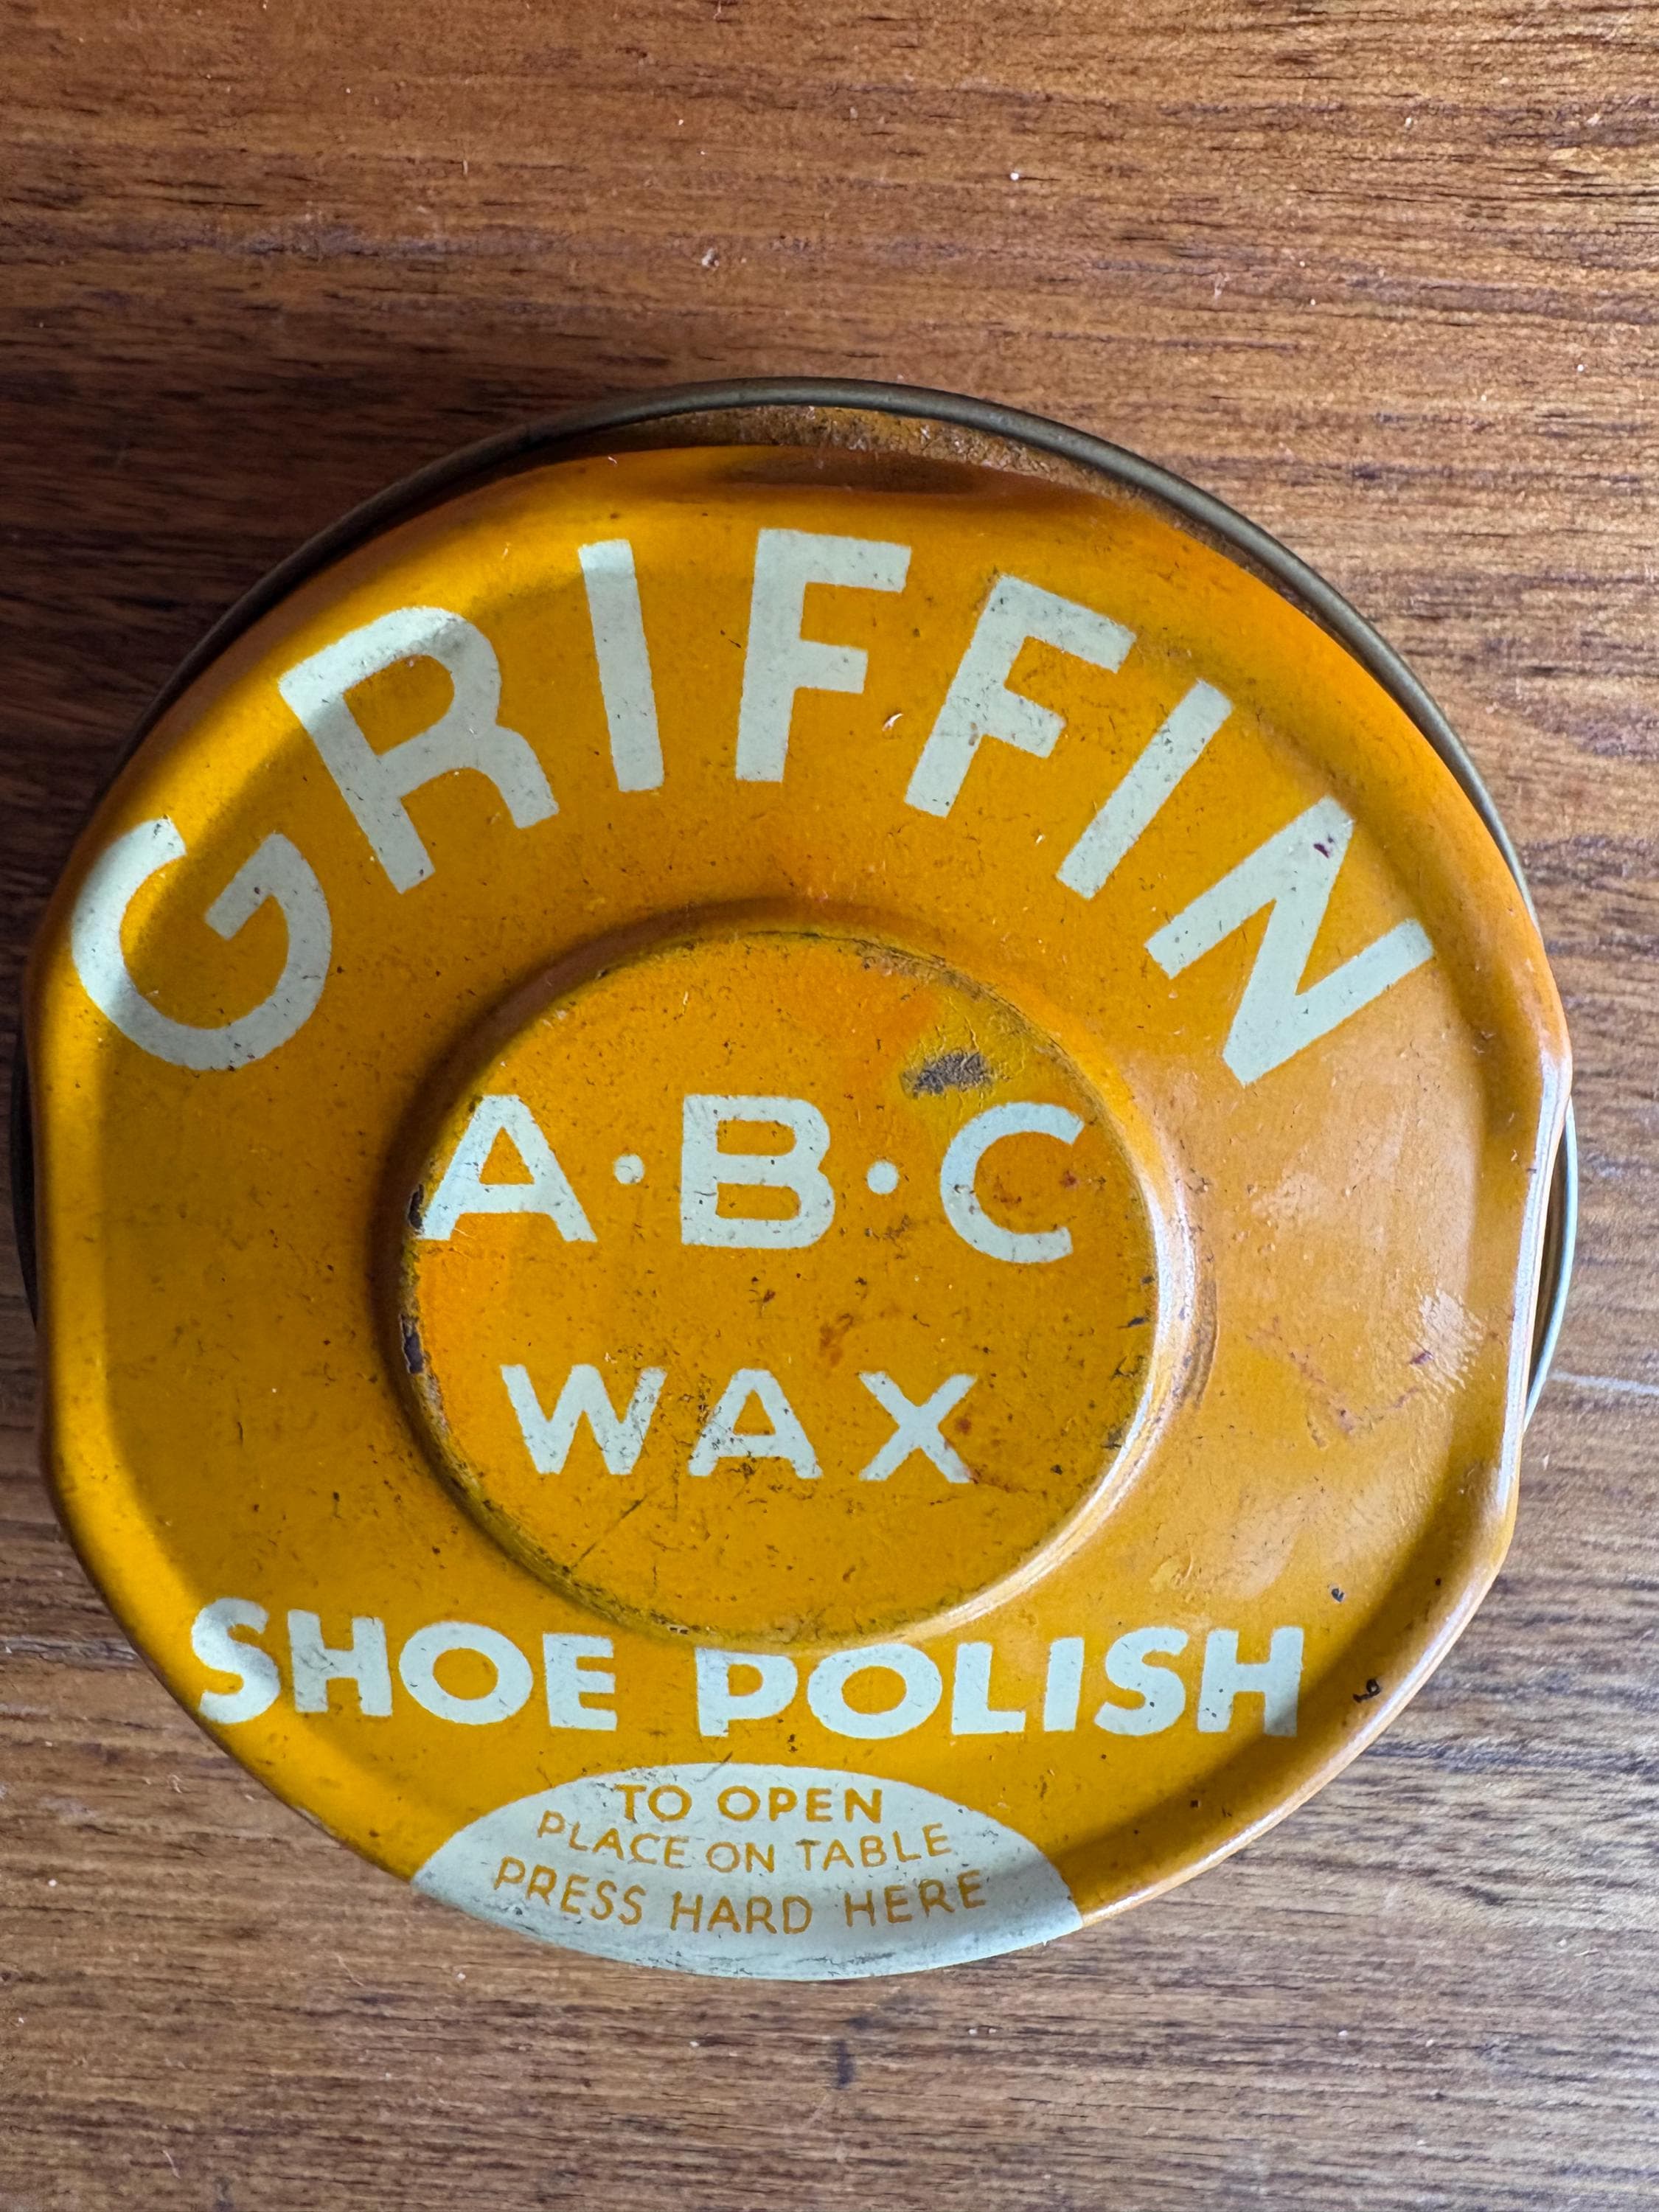 GRIFFIN
A·B·C
WAX
SHOE POLISH
TO OPEN
PLACE ON TABLE
PRESS HARD HERE